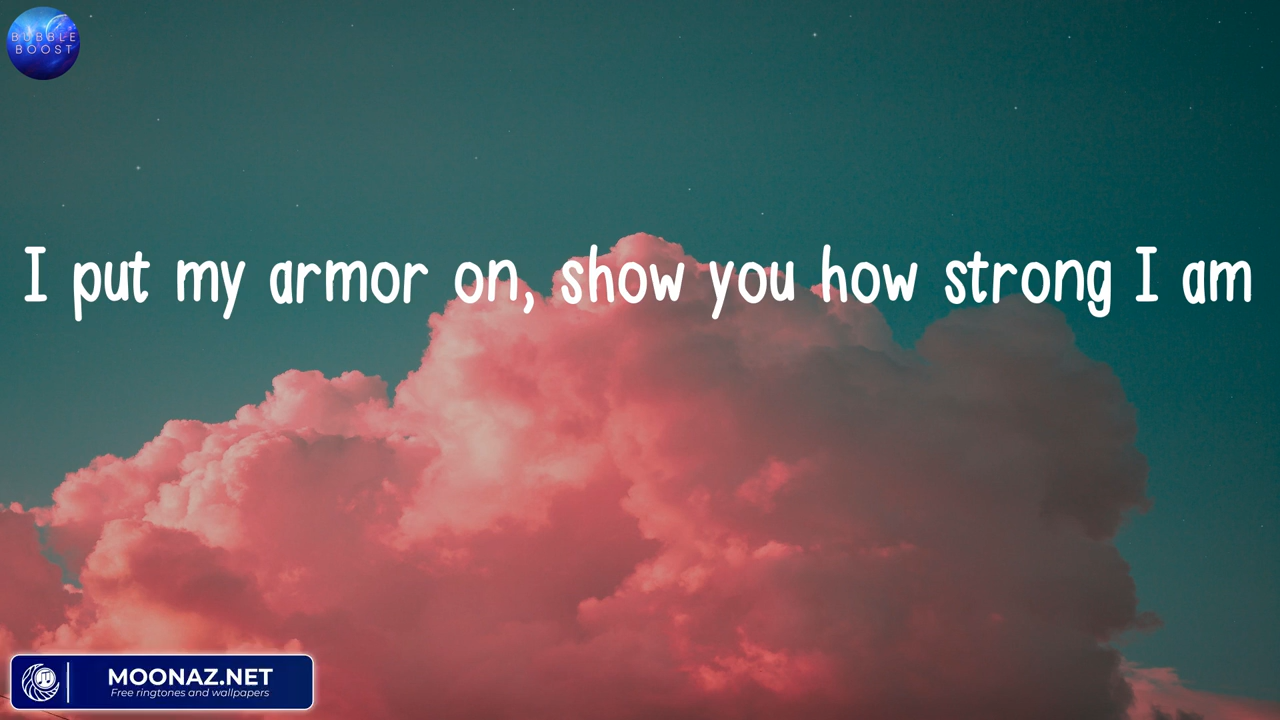 BUBBLE
BOOST
I put my armor on, show you how strong I am
MOONAZ.NET
Free ringtones and wallpapers